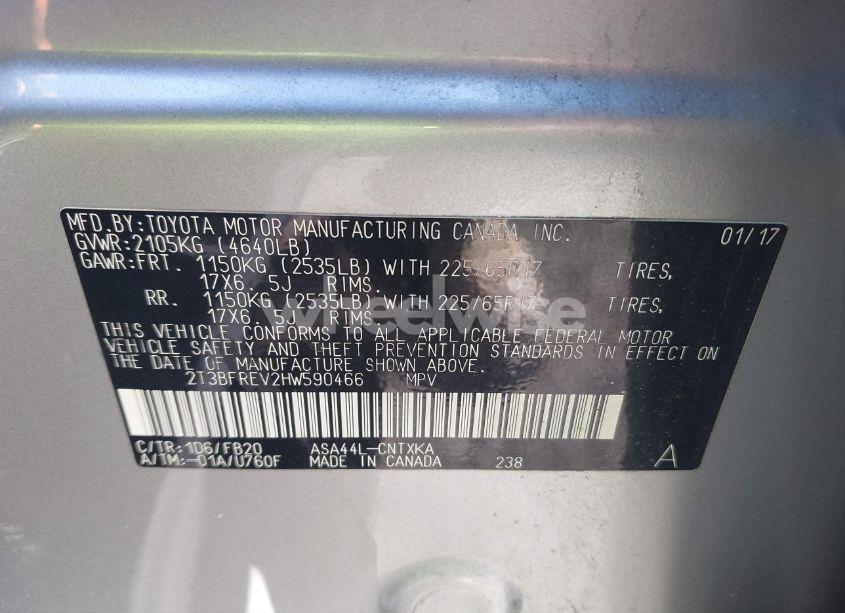 MFD.BY:TOYOTA MOTOR MANUFACTURING CANADA INC. 01/17
GVWR:2105KG (4640LB)
GAWR:FRT. 1150KG (2535LB) WITH 225/65R17 TIRES,
17X6. 5J RIMS.
RR. 1150KG (2535LB) WITH 225/65R17 TIRES,
17X6. 5J RIMS.
wheelwise
THIS VEHICLE CONFORMS TO ALL APPLICABLE FEDERAL MOTOR
VEHICLE SAFETY AND THEFT PREVENTION STANDARDS IN EFFECT ON
THE DATE OF MANUFACTURE SHOWN ABOVE.
2T3BFREV2HW590466 MPV
C/TR:1D6/FB20 ASA44L-CNTXKA
A/TM:-01A/U760F MADE IN CANADA 238 A